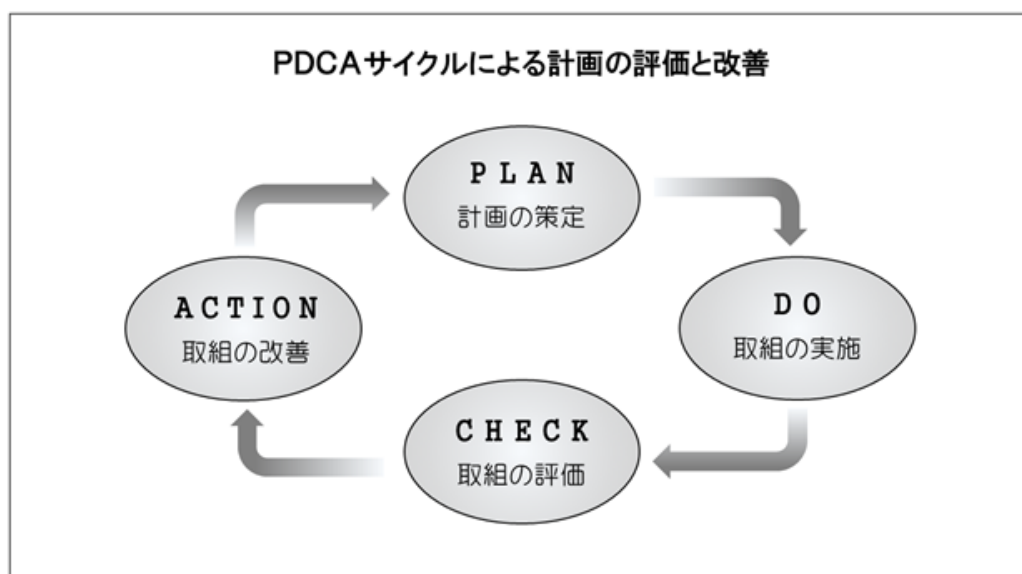 PDCAサイクルによる計画の評価と改善
PLAN
計画の策定
ACTION
取組の改善
DO
取組の実施
CHECK
取組の評価